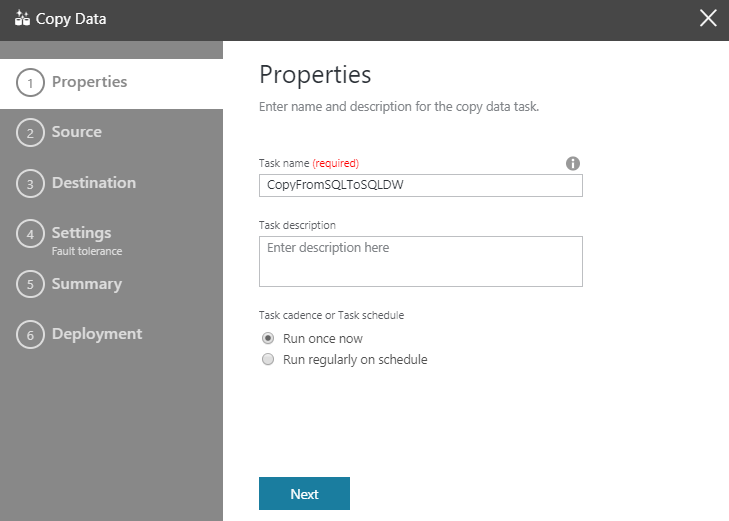 Copy Data
1 Properties
2 Source
3 Destination
4 Settings
Fault tolerance
5 Summary
6 Deployment
Properties
Enter name and description for the copy data task.
Task name (required)
CopyFromSQLToSQLDW
Task description
Enter description here
Task cadence or Task schedule
Run once now
Run regularly on schedule
Next